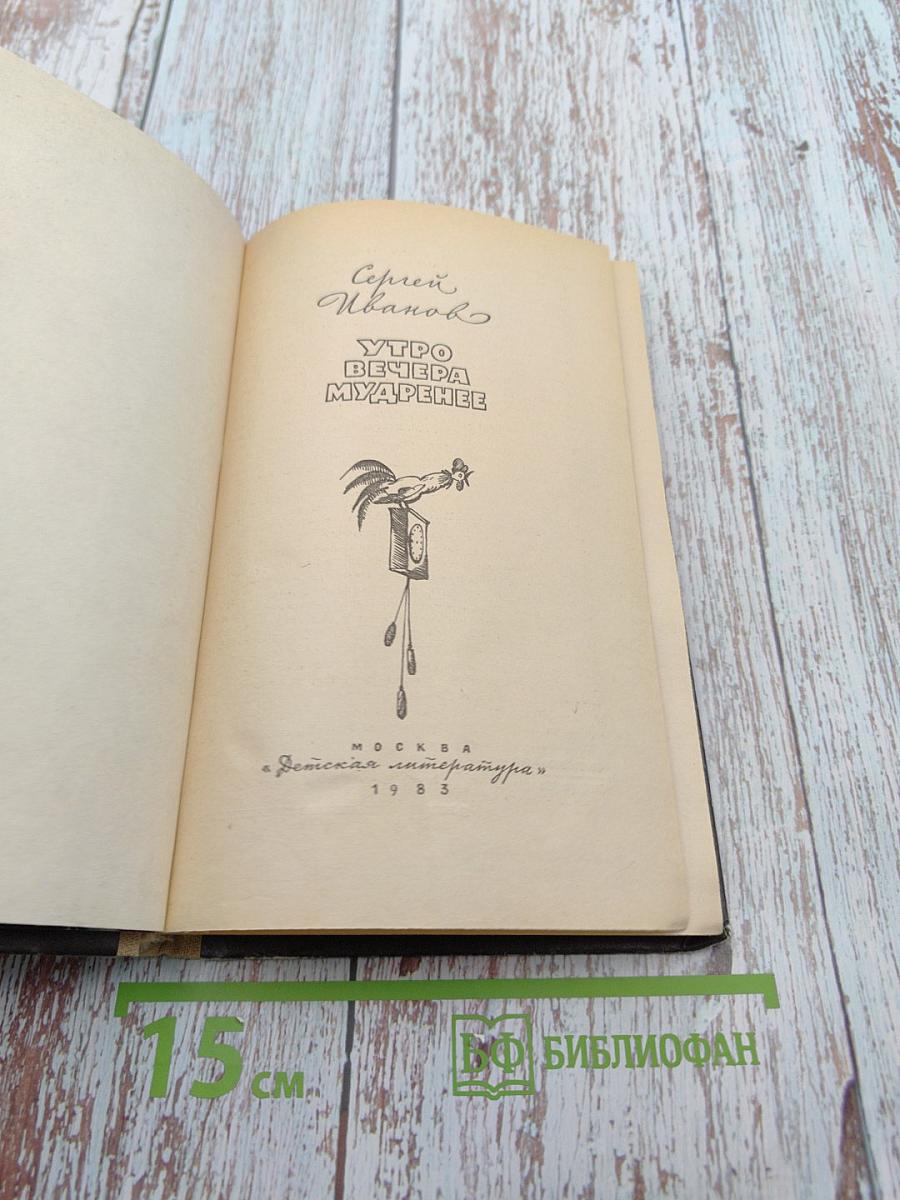 Сергей
Иванов
УТРО
ВЕЧЕРА
МУДРЕНЕЕ
МОСКВА
«Детская литература»
1983
15 см
БФ БИБЛИОФАН